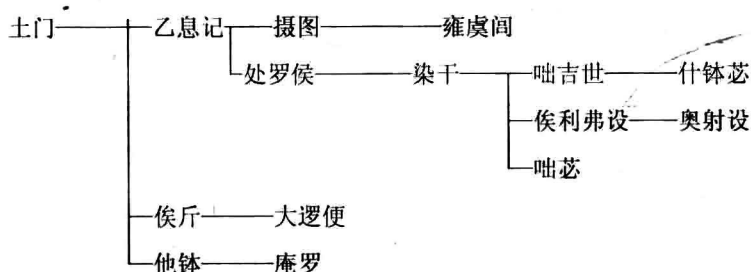 土门 乙息记 摄图 雍虞闾
处罗侯 染干 咄吉世 什钵苾
俟利弗设 奥射设
咄苾
俟斤 大逻便
他钵 庵罗